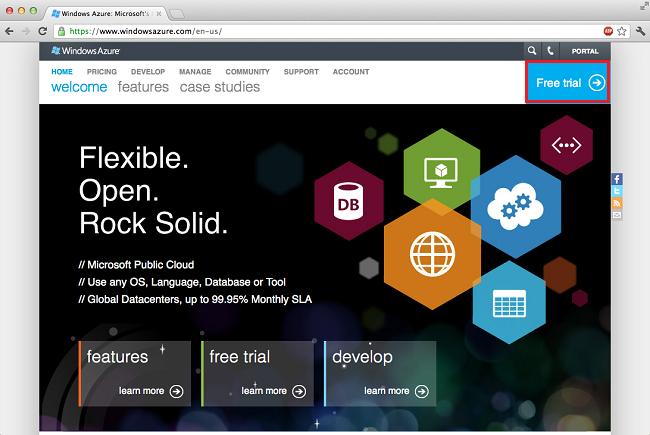 Windows Azure: Microsoft's
https://www.windowsazure.com/en-us/
ABP
Windows Azure
PORTAL
HOME PRICING DEVELOP MANAGE COMMUNITY SUPPORT ACCOUNT
welcome features case studies
Free trial
Flexible.
Open.
Rock Solid.
DB
// Microsoft Public Cloud
// Use any OS, Language, Database or Tool
// Global Datacenters, up to 99.95% Monthly SLA
features free trial develop
learn more learn more learn more